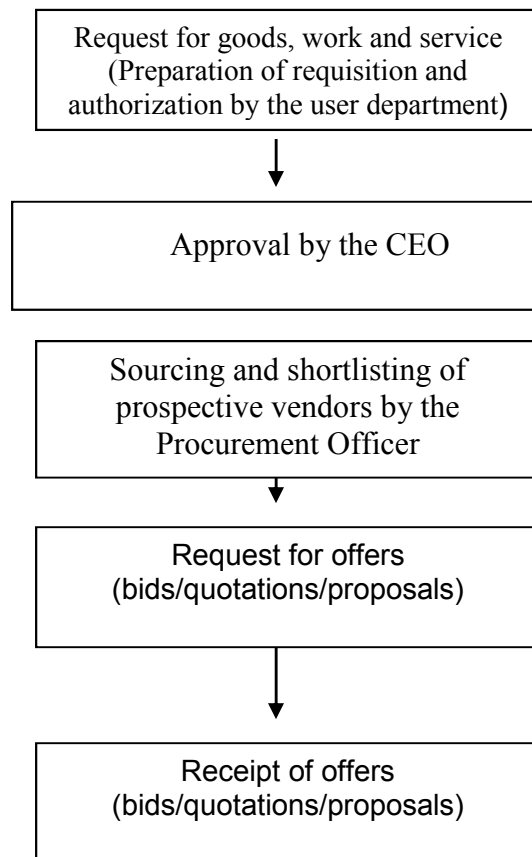 Request for goods, work and service
(Preparation of requisition and
authorization by the user department)
Approval by the CEO
Sourcing and shortlisting of
prospective vendors by the
Procurement Officer
Request for offers
(bids/quotations/proposals)
Receipt of offers
(bids/quotations/proposals)